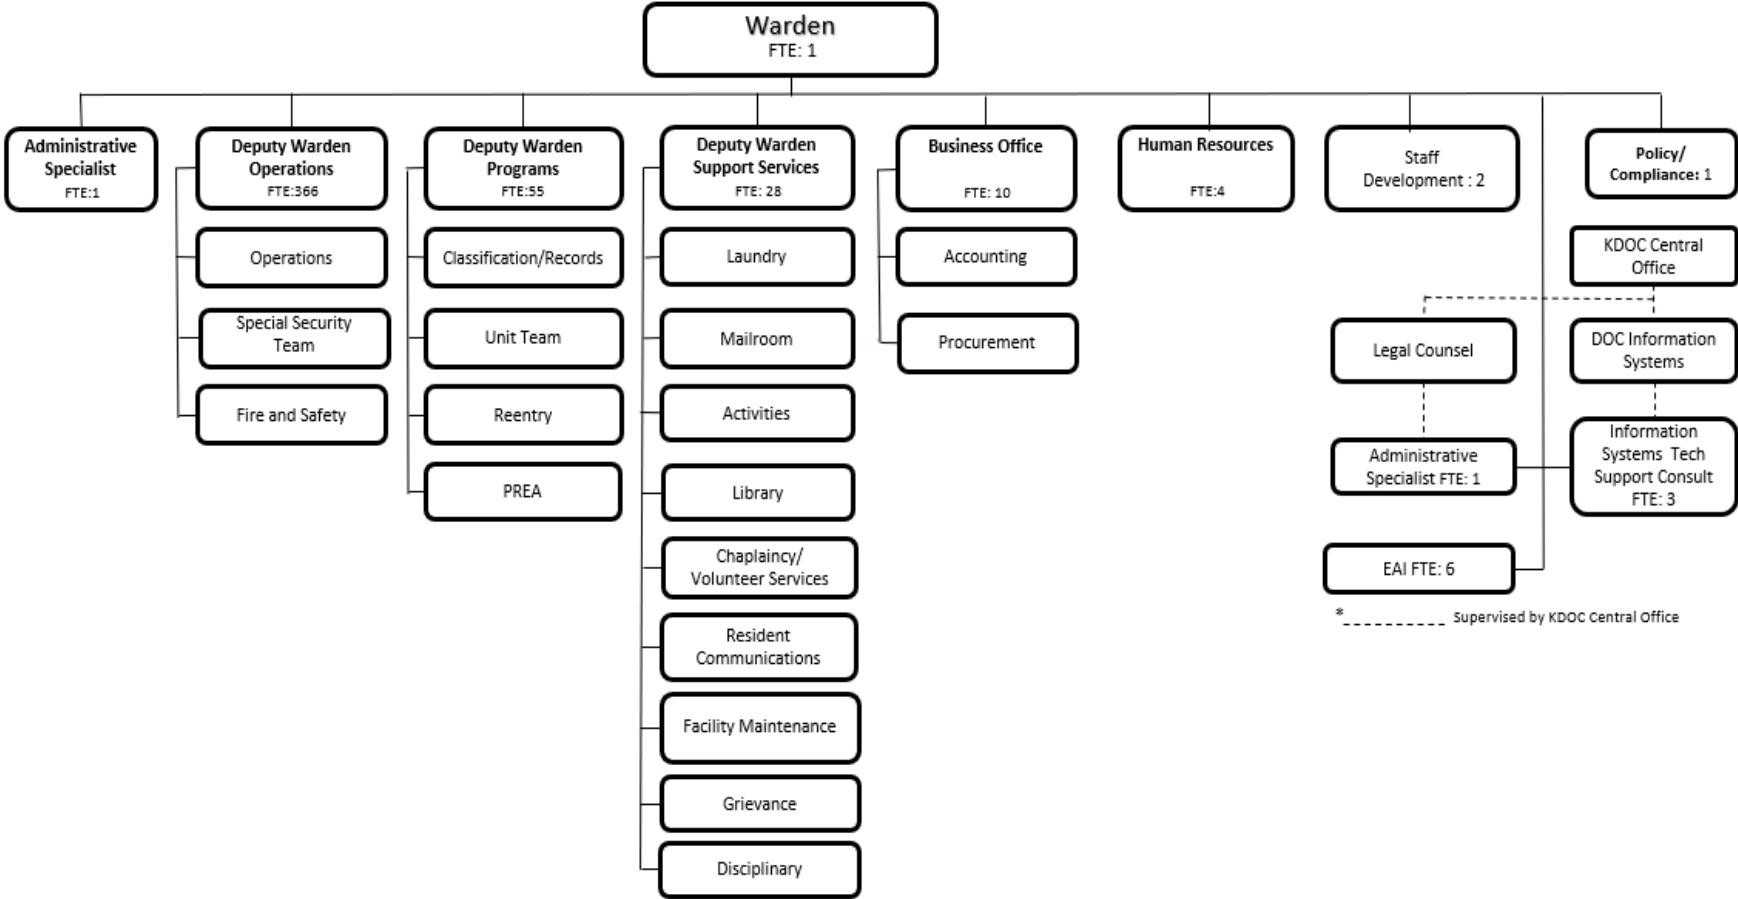 Warden
FTE: 1
Administrative
Specialist
FTE:1
Deputy Warden
Operations
FTE:366
Operations
Special Security
Team
Fire and Safety
Deputy Warden
Programs
FTE:55
Classification/Records
Unit Team
Reentry
PREA
Deputy Warden
Support Services
FTE: 28
Laundry
Mailroom
Activities
Library
Chaplaincy/
Volunteer Services
Resident
Communications
Facility Maintenance
Grievance
Disciplinary
Business Office
FTE: 10
Accounting
Procurement
Human Resources
FTE:4
Staff
Development : 2
Policy/
Compliance: 1
KDOC Central
Office
Legal Counsel
DOC Information
Systems
Administrative
Specialist FTE: 1
Information
Systems Tech
Support Consult
FTE: 3
EAI FTE: 6
* Supervised by KDOC Central Office